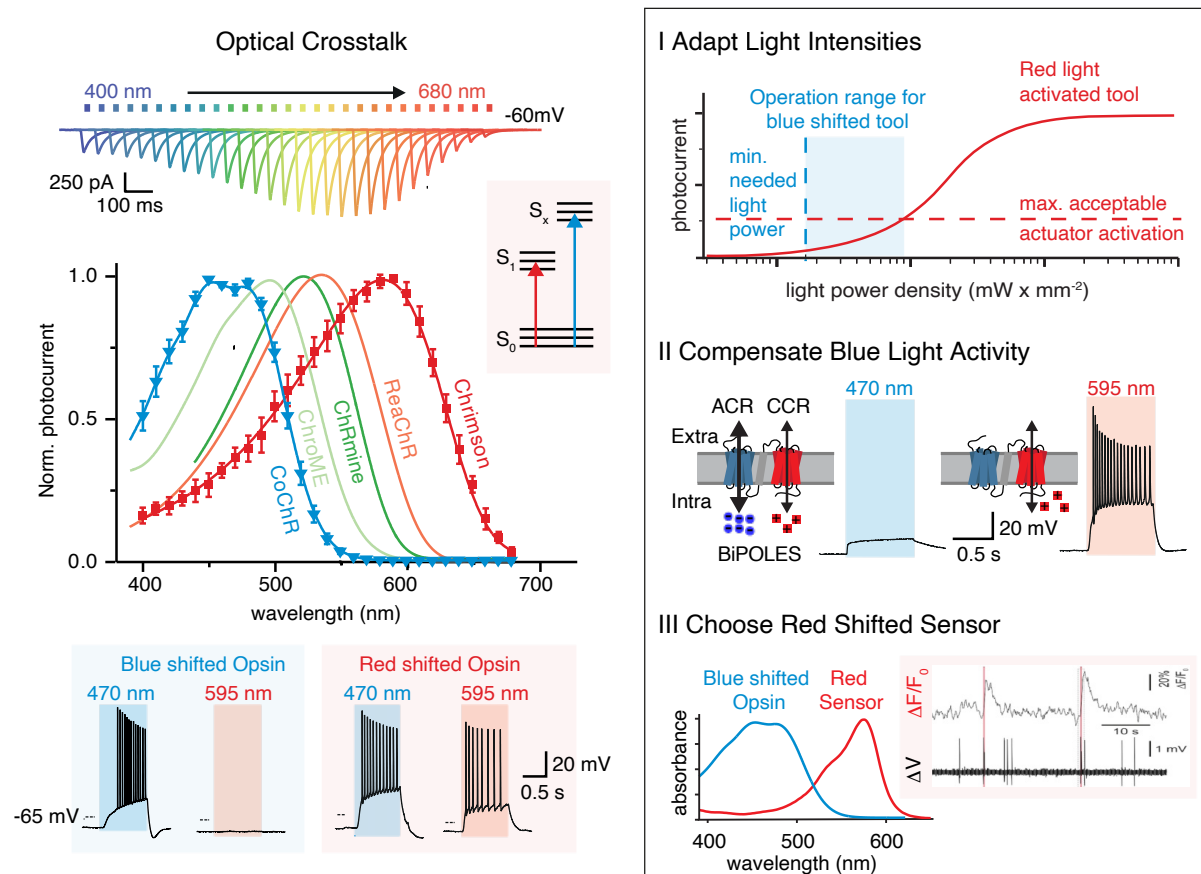 Optical Crosstalk
400 nm
680 nm
-60mV
250 pA
100 ms
Sx
S1
S0
1.0
0.5
0.0
Norm. photocurrent
CoChR
ChroME
ChRmine
ReaChR
Chrimson
400
500
600
700
wavelength (nm)
Blue shifted Opsin
470 nm
595 nm
-65 mV
Red shifted Opsin
470 nm
595 nm
20 mV
0.5 s
I Adapt Light Intensities
Operation range for
blue shifted tool
Red light
activated tool
min.
needed
light
power
max. acceptable
actuator activation
photocurrent
light power density (mW x mm-2)
II Compensate Blue Light Activity
470 nm
595 nm
ACR
CCR
Extra
Intra
BiPOLES
20 mV
0.5 s
III Choose Red Shifted Sensor
Blue shifted
Opsin
Red
Sensor
absorbance
400
500
600
wavelength (nm)
ΔF/F0
20%
ΔF/F0
10 s
ΔV
1 mV